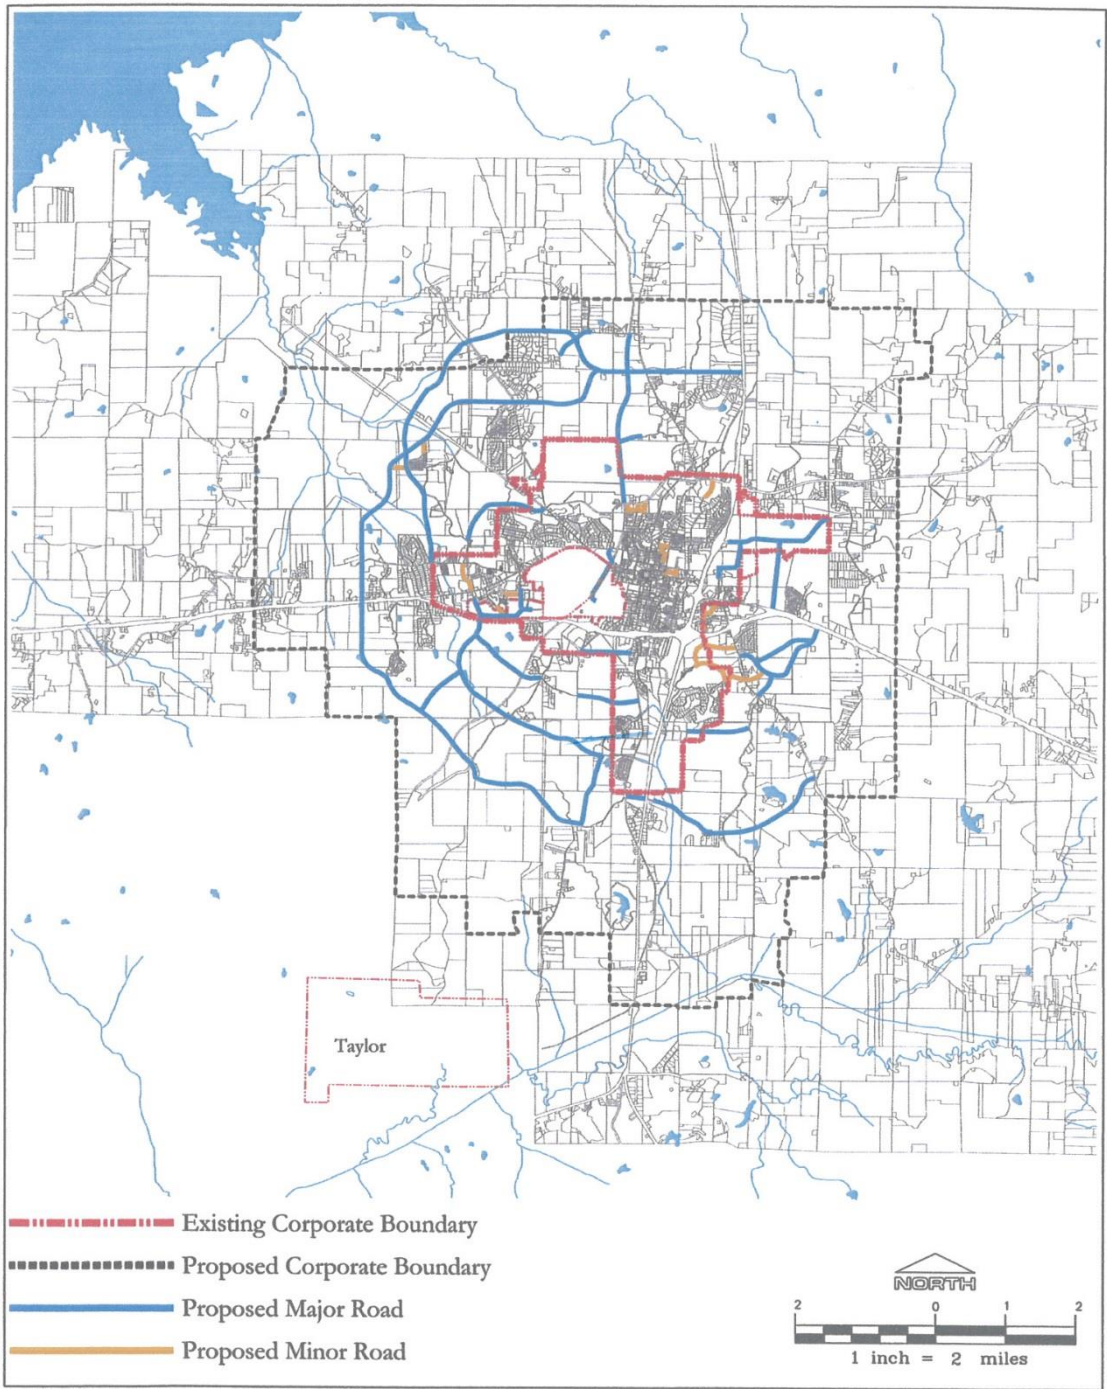 Taylor
Existing Corporate Boundary
Proposed Corporate Boundary
Proposed Major Road
Proposed Minor Road
NORTH
2 0 1 2
1 inch = 2 miles